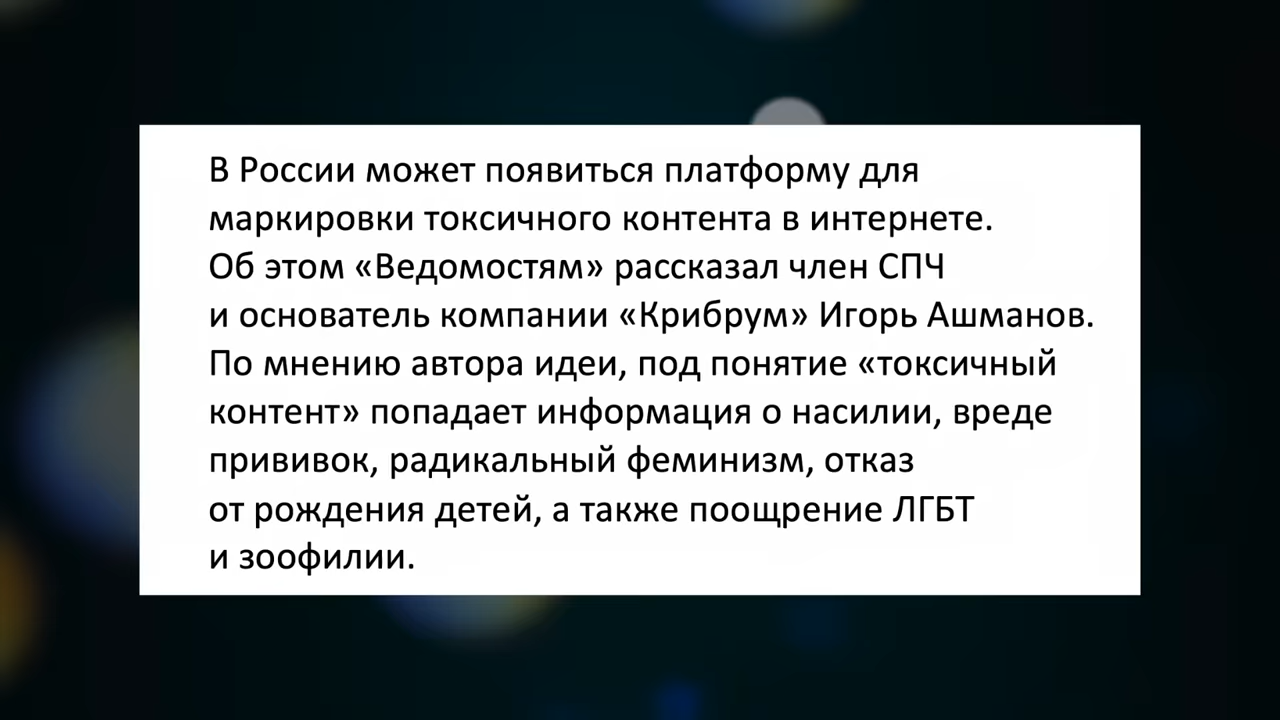 В России может появиться платформу для
маркировки токсичного контента в интернете.
Об этом «Ведомостям» рассказал член СПЧ
и основатель компании «Крибрум» Игорь Ашманов.
По мнению автора идеи, под понятие «токсичный
контент» попадает информация о насилии, вреде
прививок, радикальный феминизм, отказ
от рождения детей, а также поощрение ЛГБТ
и зоофилии.